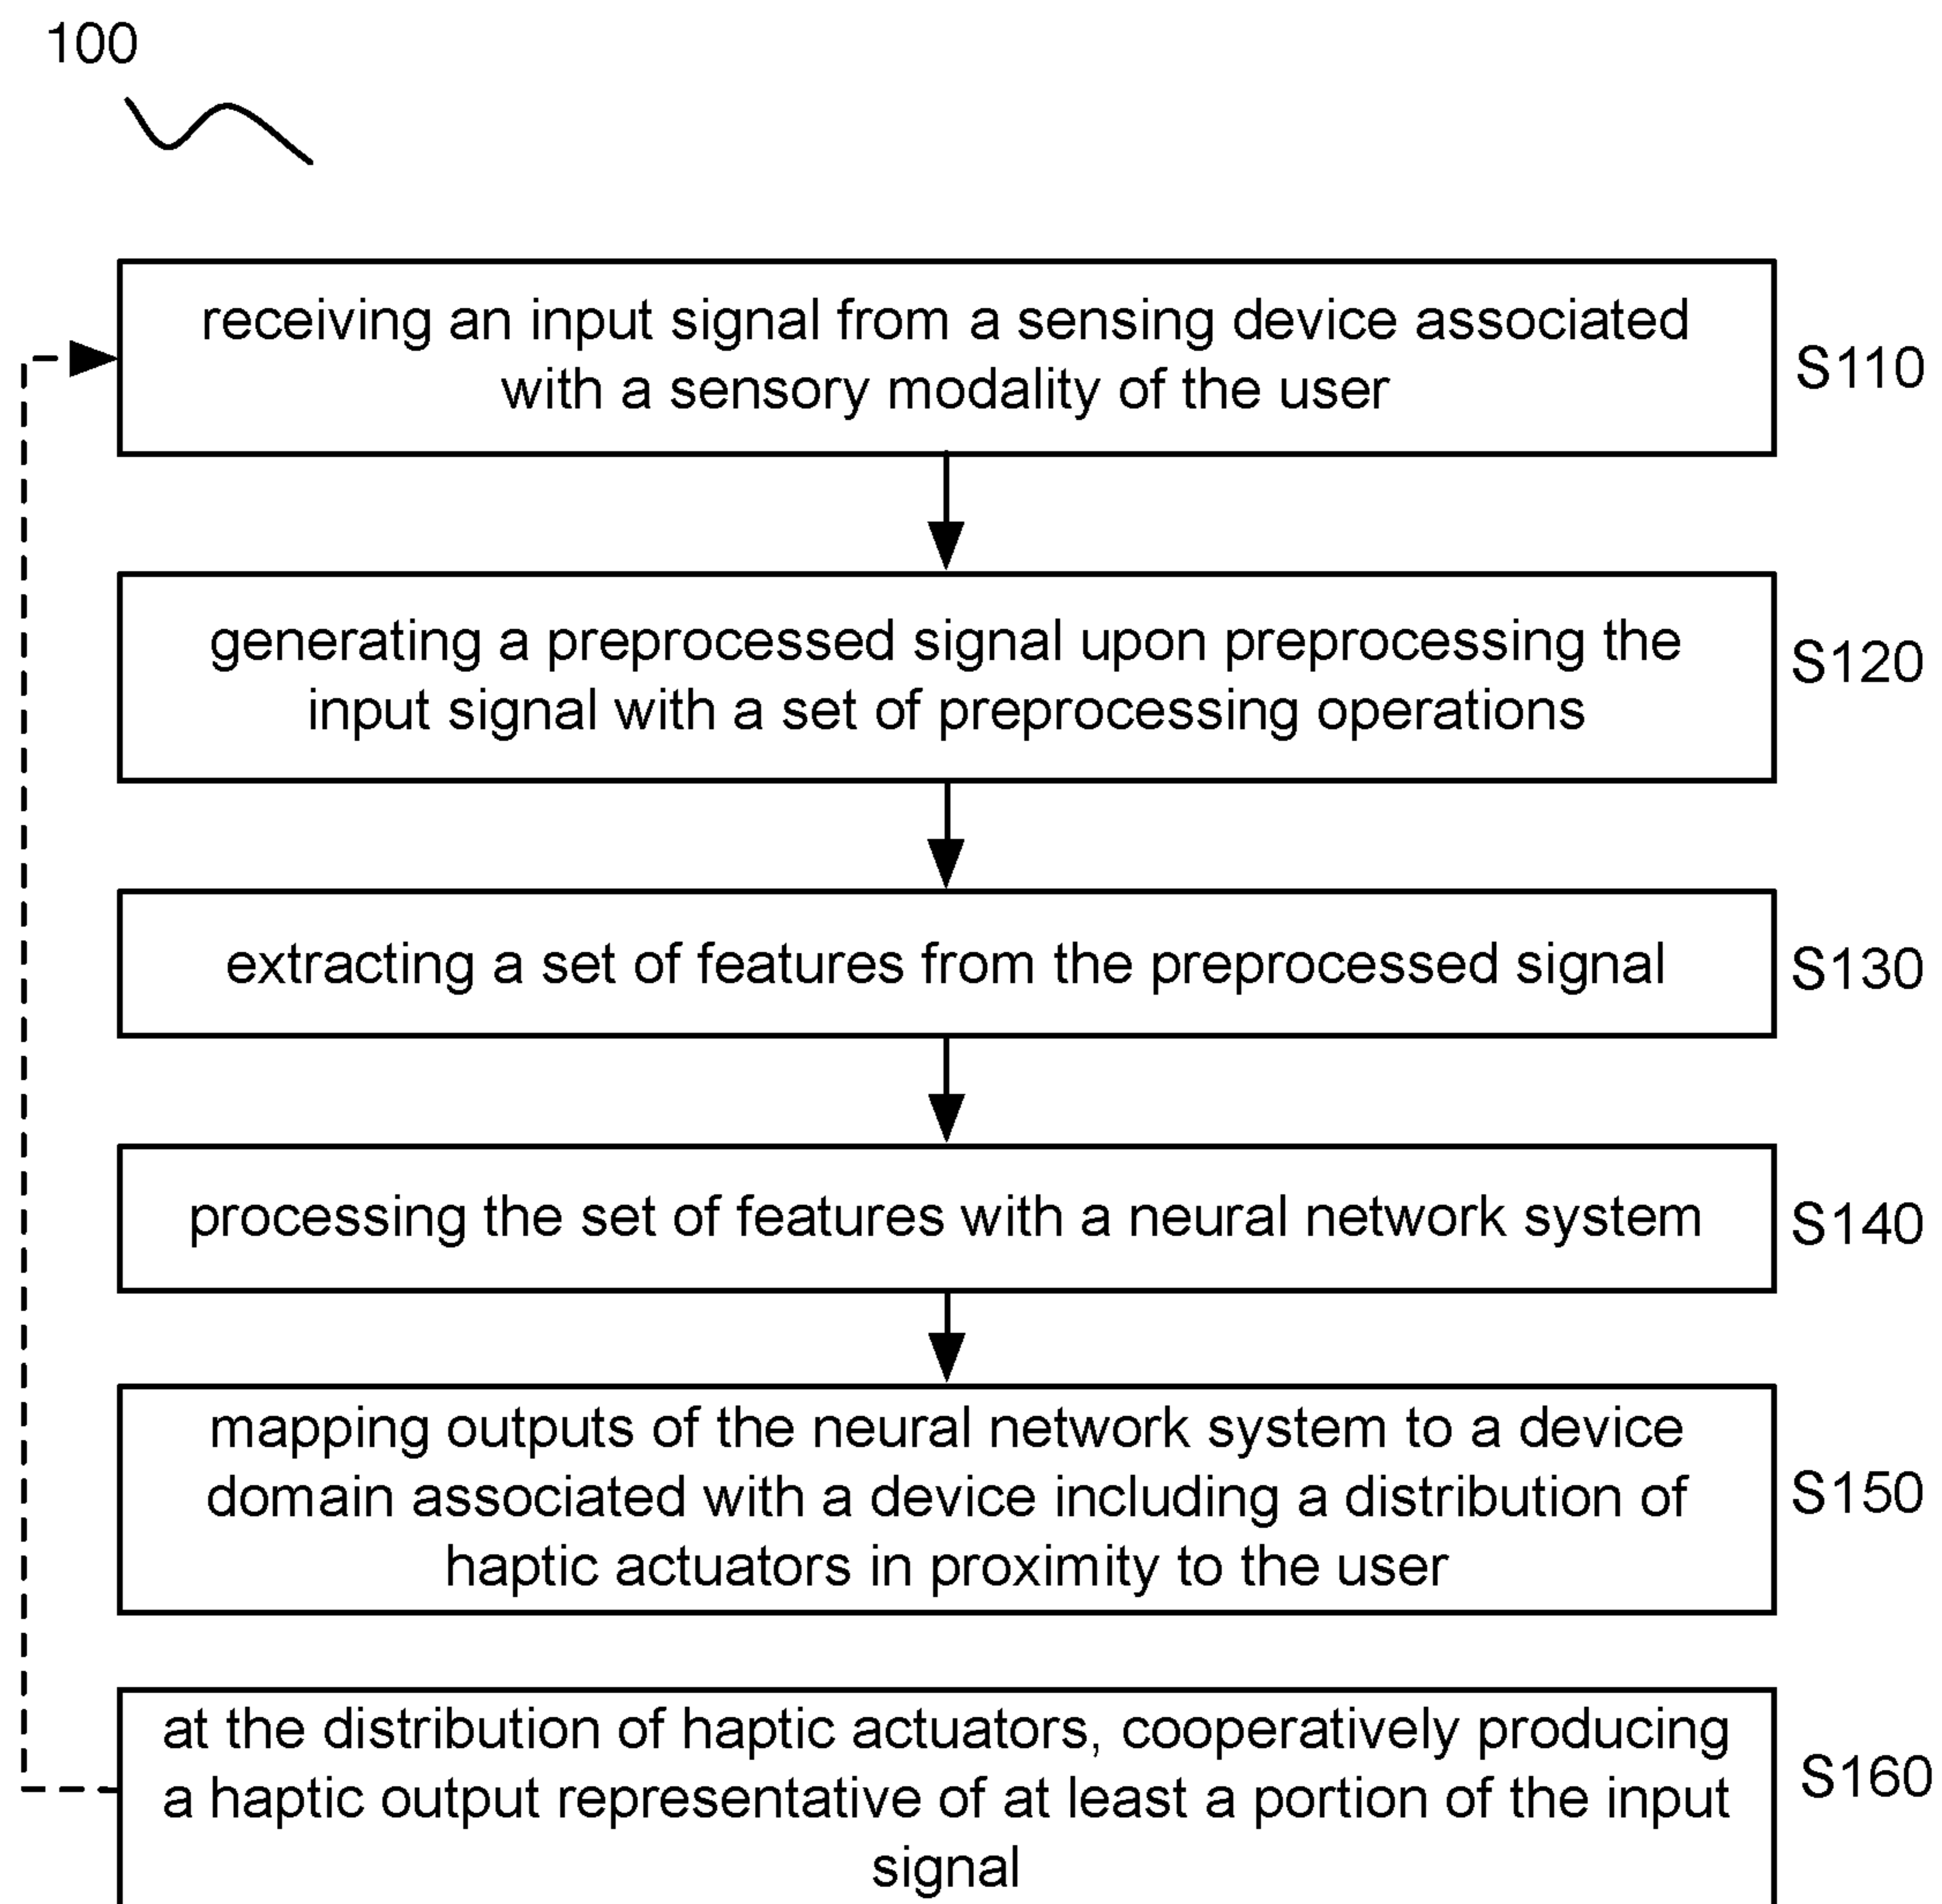 100
receiving an input signal from a sensing device associated
with a sensory modality of the user
S110
generating a preprocessed signal upon preprocessing the
input signal with a set of preprocessing operations
S120
extracting a set of features from the preprocessed signal
S130
processing the set of features with a neural network system
S140
mapping outputs of the neural network system to a device
domain associated with a device including a distribution of
haptic actuators in proximity to the user
S150
at the distribution of haptic actuators, cooperatively producing
a haptic output representative of at least a portion of the input
signal
S160